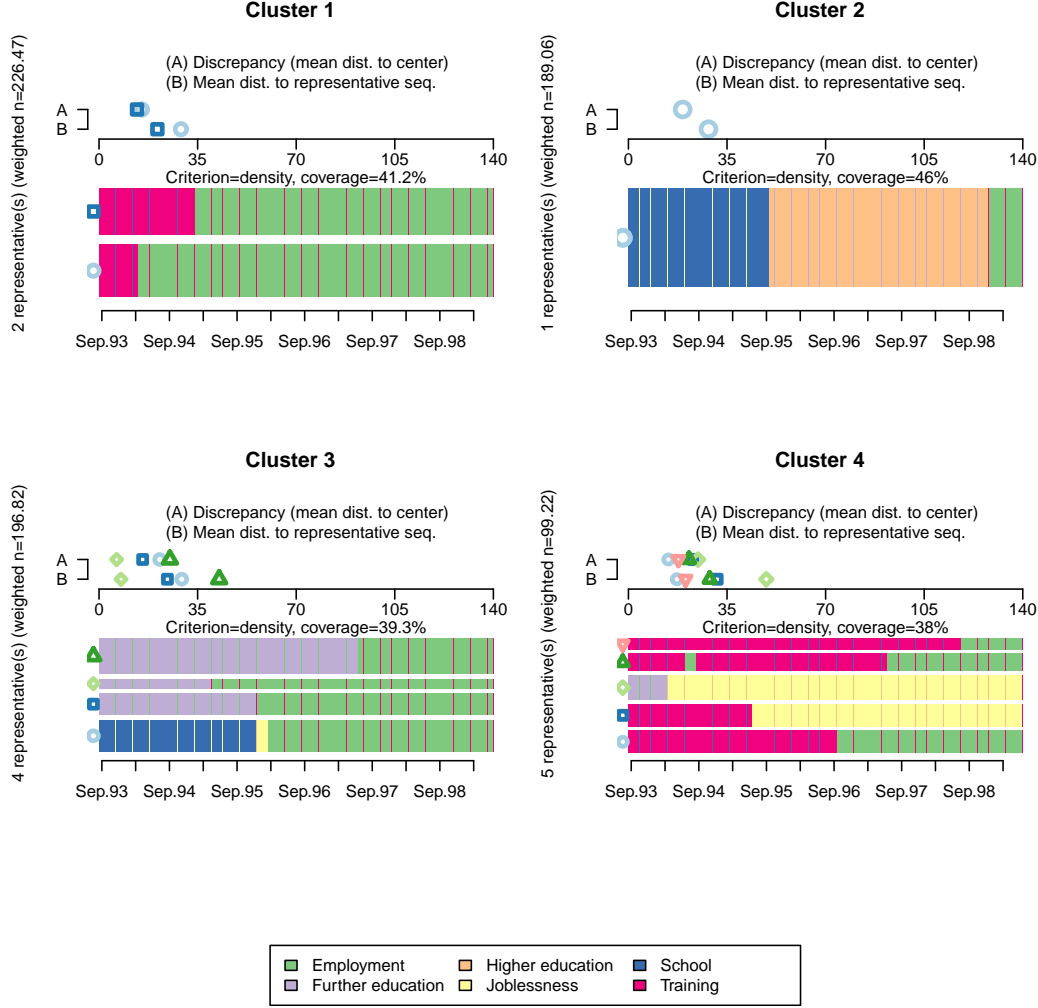 Cluster 1
2 representative(s) (weighted n=226.47)
(A) Discrepancy (mean dist. to center)
(B) Mean dist. to representative seq.
A
B
0 35 70 105 140
Criterion=density, coverage=41.2%
Sep.93 Sep.94 Sep.95 Sep.96 Sep.97 Sep.98
Cluster 2
1 representative(s) (weighted n=189.06)
(A) Discrepancy (mean dist. to center)
(B) Mean dist. to representative seq.
A
B
0 35 70 105 140
Criterion=density, coverage=46%
Sep.93 Sep.94 Sep.95 Sep.96 Sep.97 Sep.98
Cluster 3
4 representative(s) (weighted n=196.82)
(A) Discrepancy (mean dist. to center)
(B) Mean dist. to representative seq.
A
B
0 35 70 105 140
Criterion=density, coverage=39.3%
Sep.93 Sep.94 Sep.95 Sep.96 Sep.97 Sep.98
Cluster 4
5 representative(s) (weighted n=99.22)
(A) Discrepancy (mean dist. to center)
(B) Mean dist. to representative seq.
A
B
0 35 70 105 140
Criterion=density, coverage=38%
Sep.93 Sep.94 Sep.95 Sep.96 Sep.97 Sep.98
Employment Higher education School
Further education Joblessness Training